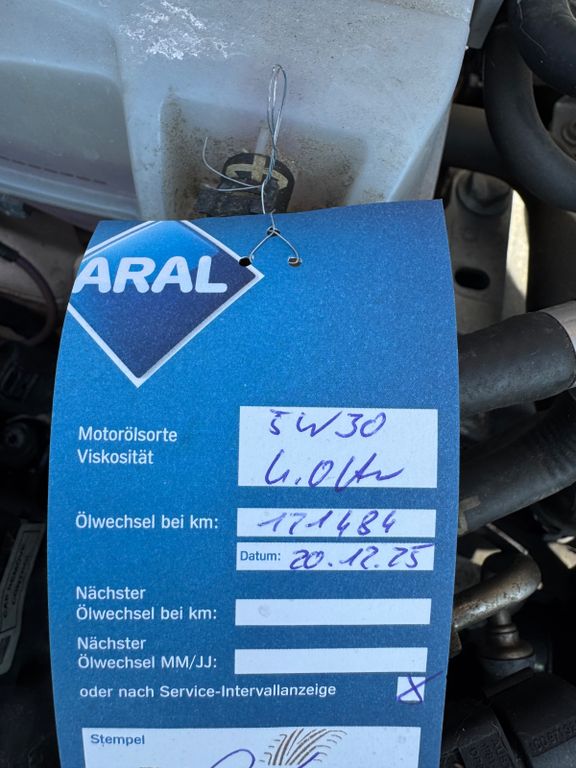 ARAL
Motorölsorte
Viskosität
5W30
4.0ltr
Ölwechsel bei km:
171484
Datum: 20.12.25
Nächster
Ölwechsel bei km:
Nächster
Ölwechsel MM/JJ:
oder nach Service-Intervallanzeige
X
Stempel